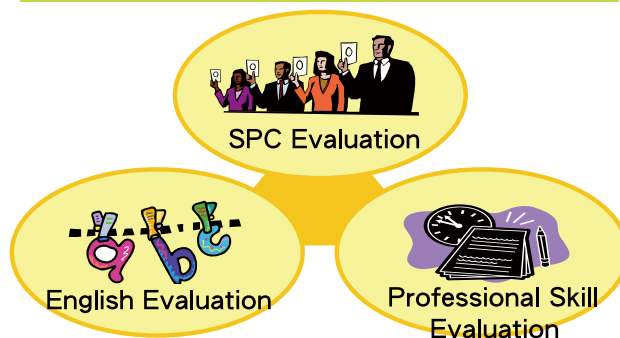 SPC Evaluation
a b c
English Evaluation
Professional Skill
Evaluation